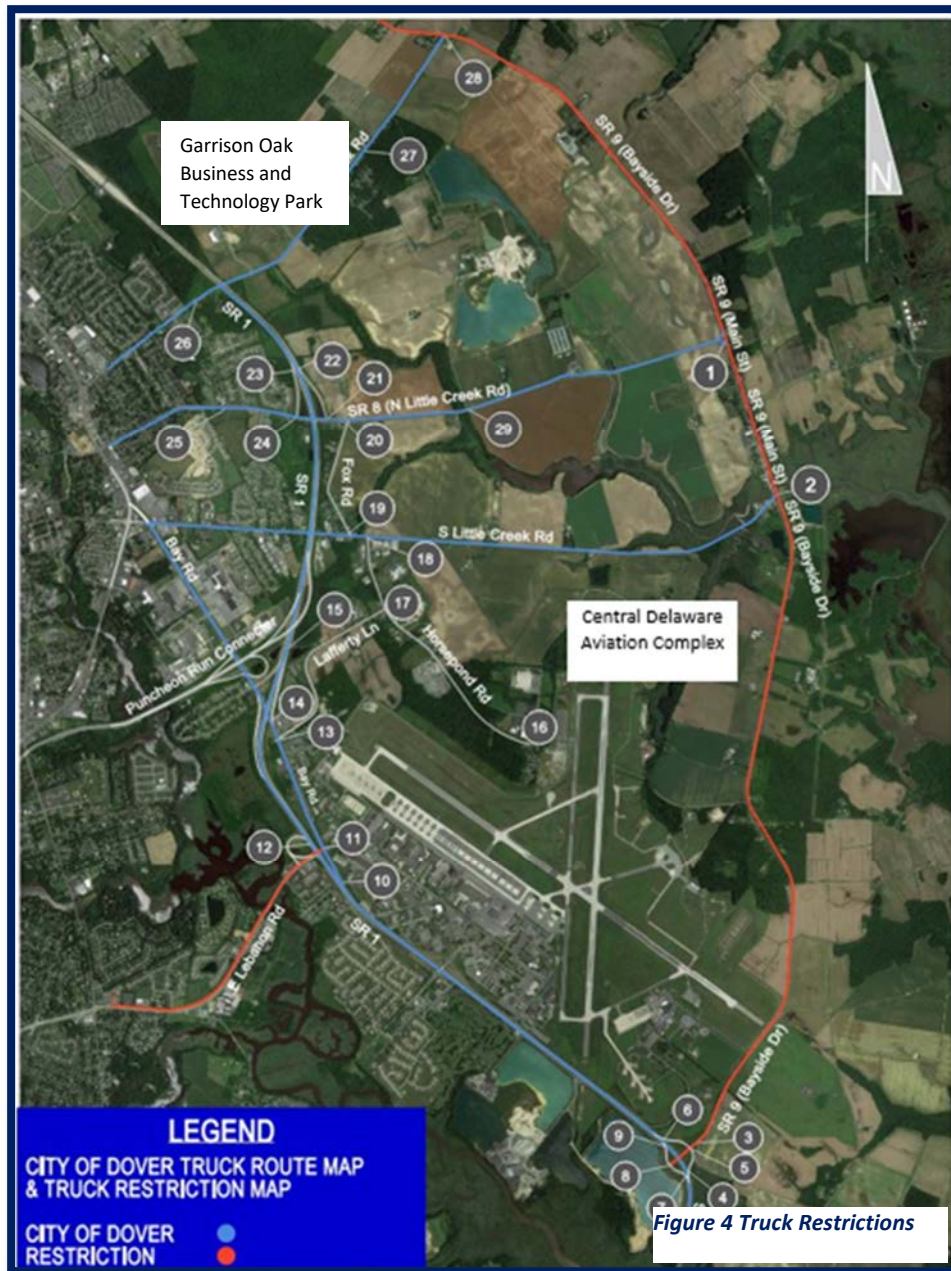 28
Garrison Oak
Business and
Technology Park
Rd
27
SR 9 (Bayside Dr)
N
SR 1
SR 9 (Main St)
26
22
23
21
1
SR 8 (N Little Creek Rd)
25
24
20
29
SR 9 (Main St)
2
Fox Rd
SR 1
19
SR 9 (Bayside Dr)
S Little Creek Rd
Bay Rd
18
15
17
Central Delaware
Aviation Complex
Lafferty Ln
Puncheon Run Connecter
Horsepond Rd
14
16
13
Bay Rd
12
11
10
SR 1
E Lebanon Rd
SR 9 (Bayside Dr)
6
9
3
8
5
7
4
LEGEND
CITY OF DOVER TRUCK ROUTE MAP
& TRUCK RESTRICTION MAP
CITY OF DOVER
RESTRICTION
Figure 4 Truck Restrictions